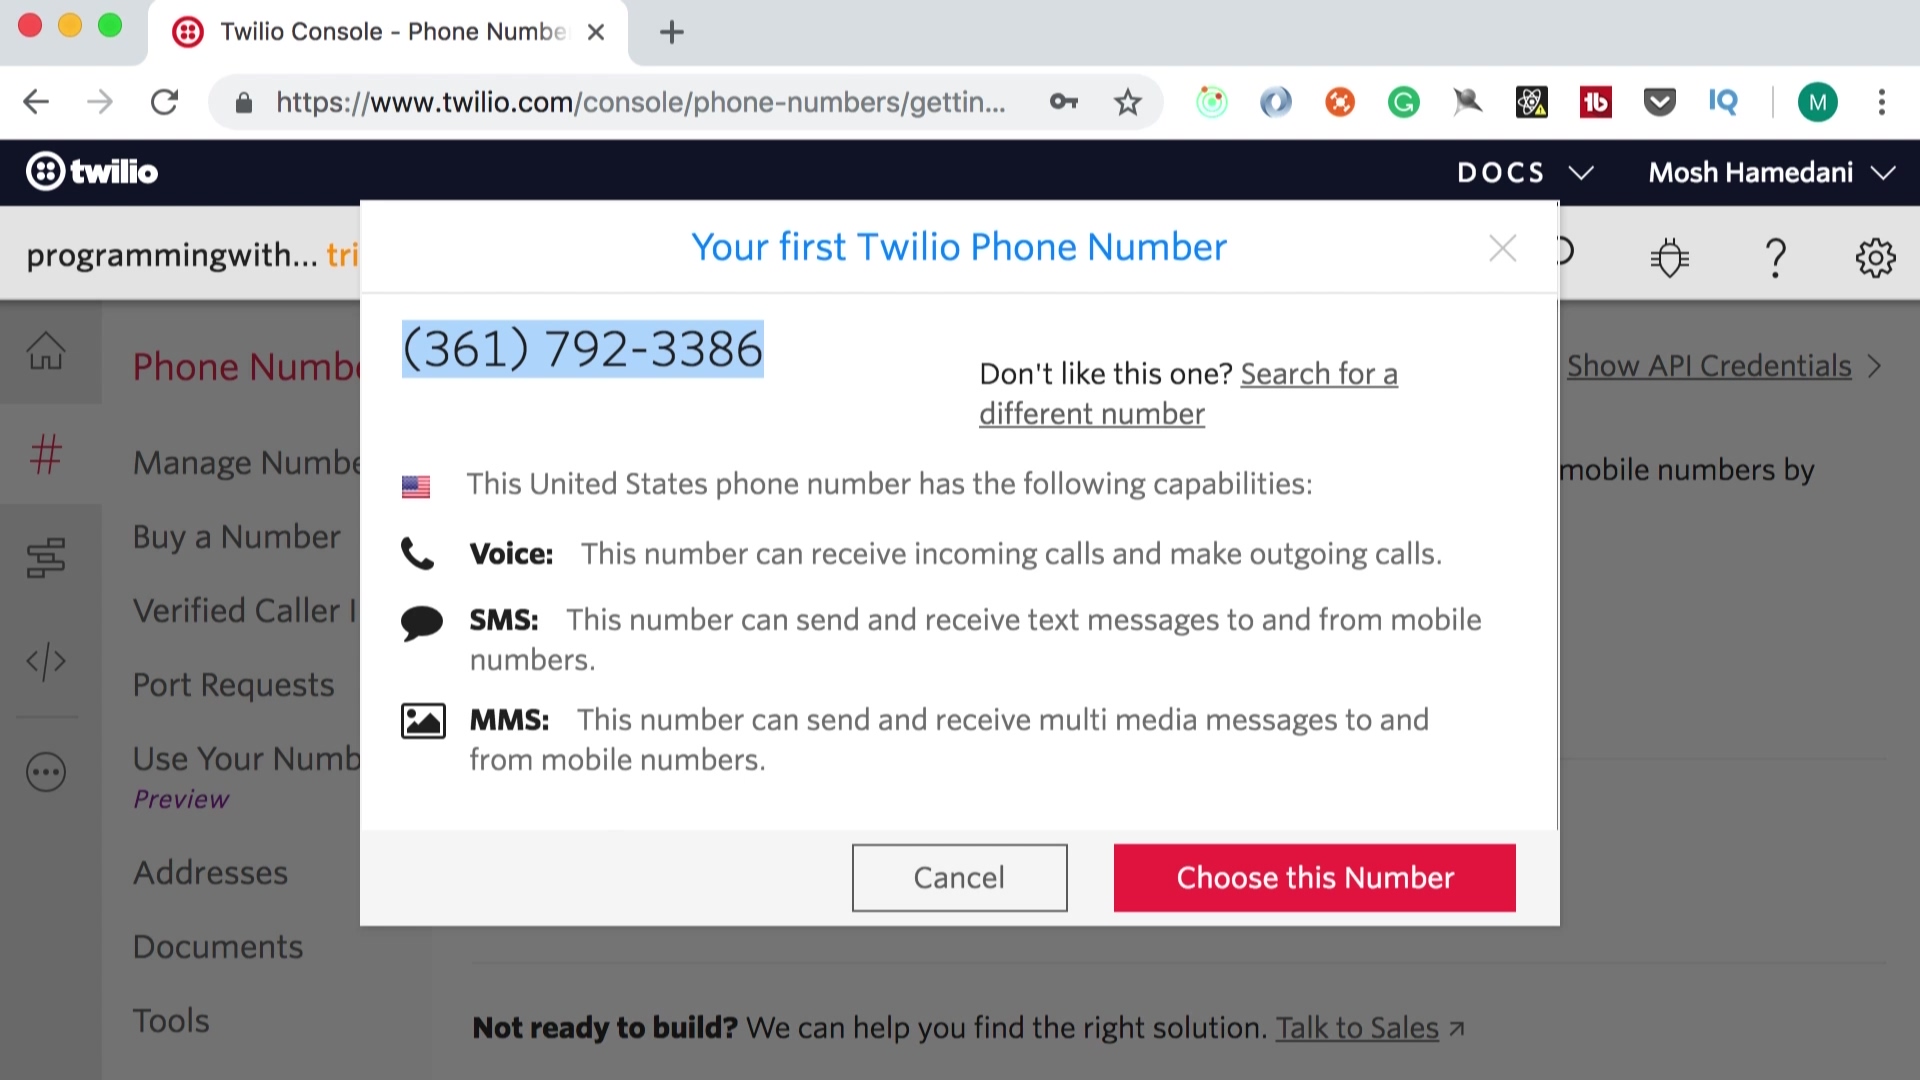 Twilio Console - Phone Numbe
https://www.twilio.com/console/phone-numbers/gettin...
IQ
M
twilio
DOCS
Mosh Hamedani
programmingwith... tri
Your first Twilio Phone Number
(361) 792-3386
Don't like this one? Search for a
different number
This United States phone number has the following capabilities:
Voice: This number can receive incoming calls and make outgoing calls.
SMS: This number can send and receive text messages to and from mobile
numbers.
MMS: This number can send and receive multi media messages to and
from mobile numbers.
Cancel
Choose this Number
Phone Numbe
Show API Credentials
Manage Numbe
mobile numbers by
Buy a Number
Verified Caller I
Port Requests
Use Your Numb
Preview
Addresses
Documents
Tools
Not ready to build? We can help you find the right solution. Talk to Sales